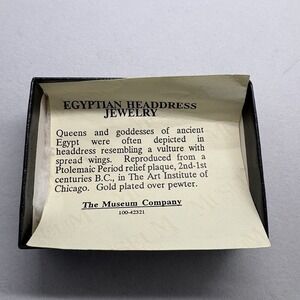 EGYPTIAN HEADDRESS
JEWELRY
Queens and goddesses of ancient
Egypt were often depicted in
headdress resembling a vulture with
spread wings. Reproduced from a
Ptolemaic Period relief plaque, 2nd-1st
centuries B.C., in The Art Institute of
Chicago. Gold plated over pewter.
The Museum Company
100-42321